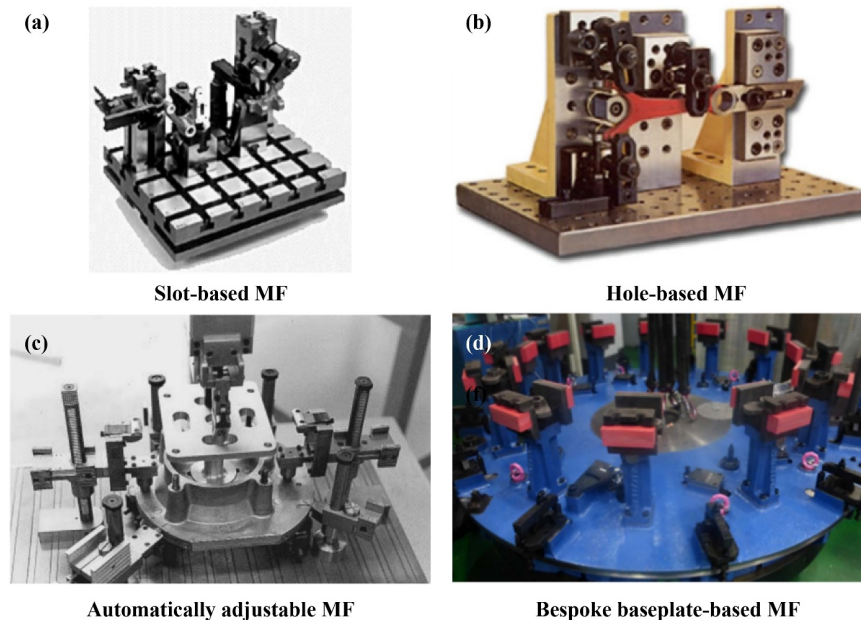 (a)
(b)
Slot-based MF
Hole-based MF
(c)
(d)
(f)
Automatically adjustable MF
Bespoke baseplate-based MF